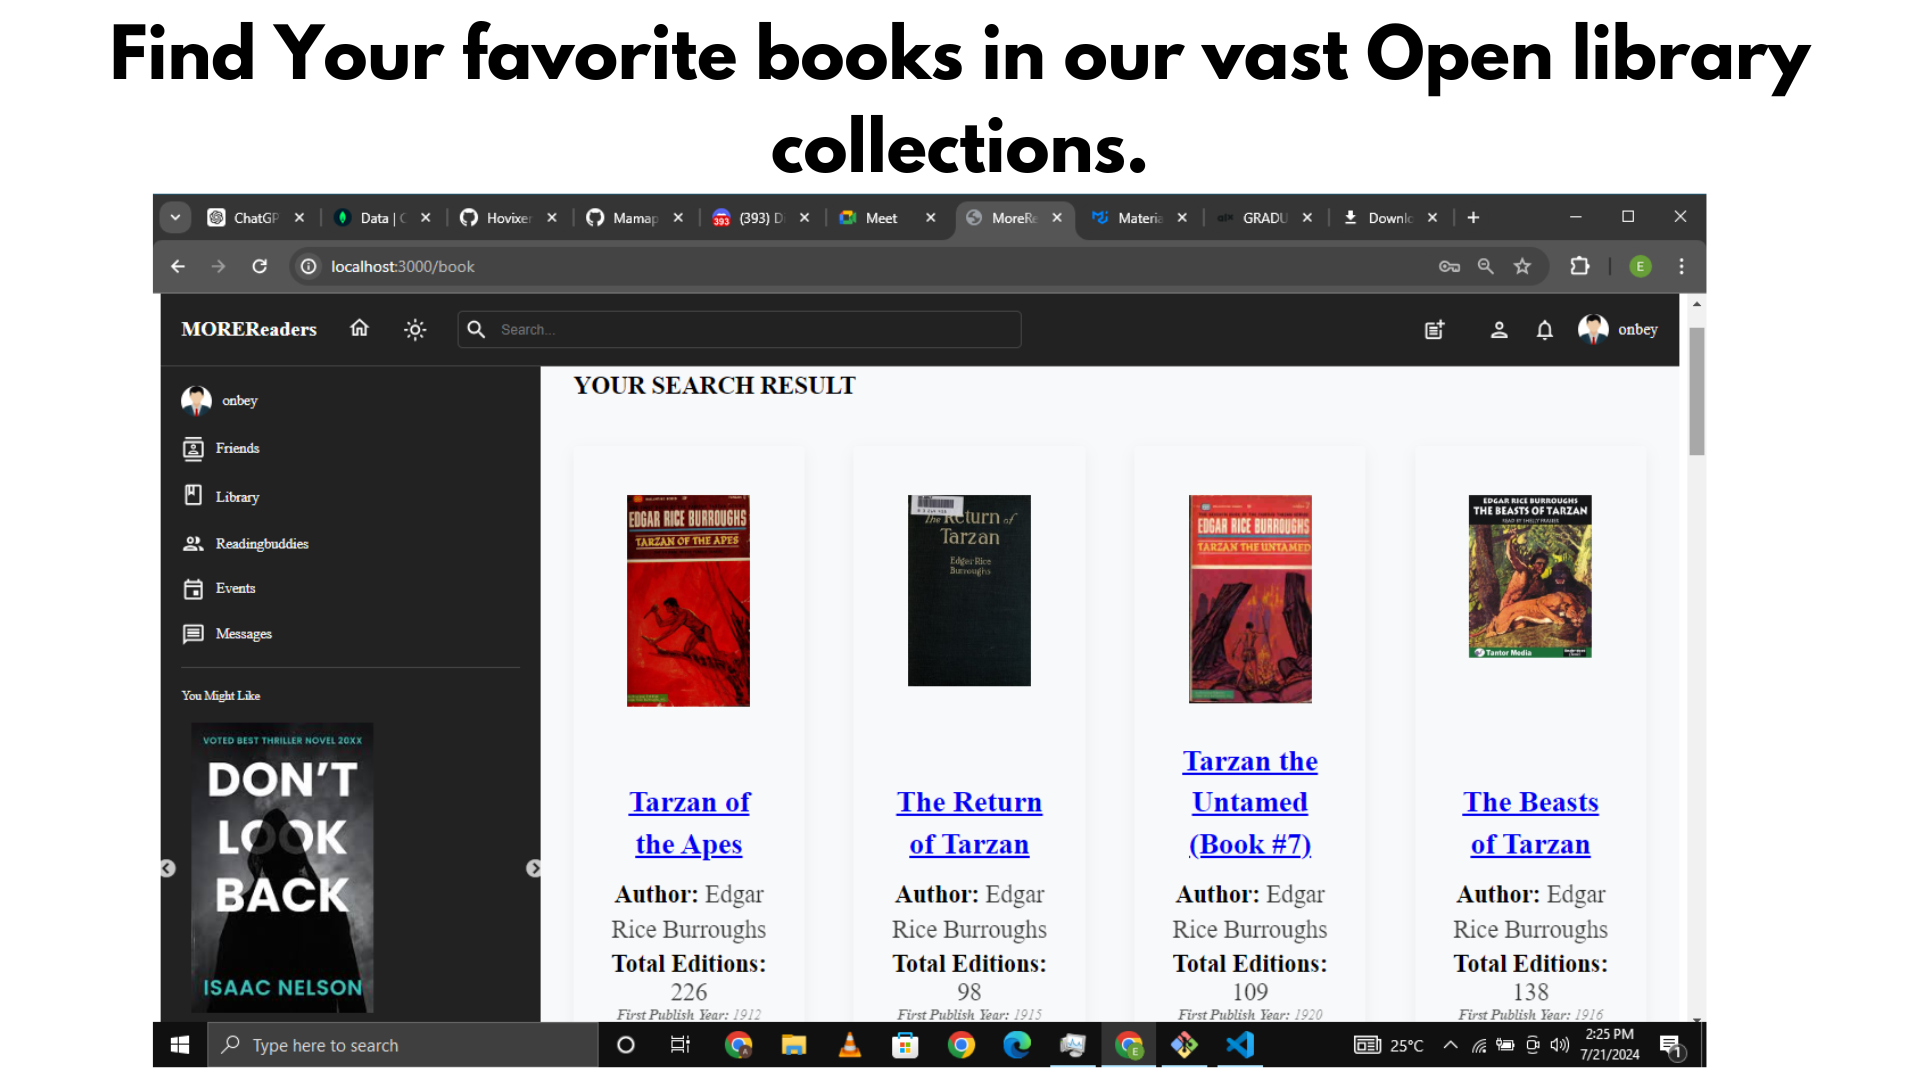 Find Your favorite books in our vast Open library
collections.
ChatGP
Data | C
Hovixer
Mamap
393
(393) Di
Meet
MoreRe
Materia
GRADU
Downlo
localhost:3000/book
E
MOREReaders
Search...
onbey
onbey
Friends
Library
Readingbuddies
Events
Messages
You Might Like
VOTED BEST THRILLER NOVEL 20XX
DON'T
LOOK
BACK
ISAAC NELSON
YOUR SEARCH RESULT
EDGAR RICE BURROUGHS
TARZAN OF THE APES
Tarzan of
the Apes
Author: Edgar
Rice Burroughs
Total Editions:
226
First Publish Year: 1912
The Return of
Tarzan
Edgar Rice
Burroughs
The Return
of Tarzan
Author: Edgar
Rice Burroughs
Total Editions:
98
First Publish Year: 1915
EDGAR RICE BURROUGHS
TARZAN THE UNTAMED
Tarzan the
Untamed
(Book #7)
Author: Edgar
Rice Burroughs
Total Editions:
109
First Publish Year: 1920
EDGAR RICE BURROUGHS
THE BEASTS OF TARZAN
Tantor Media
The Beasts
of Tarzan
Author: Edgar
Rice Burroughs
Total Editions:
138
First Publish Year: 1916
Type here to search
25°C
2:25 PM
7/21/2024
1